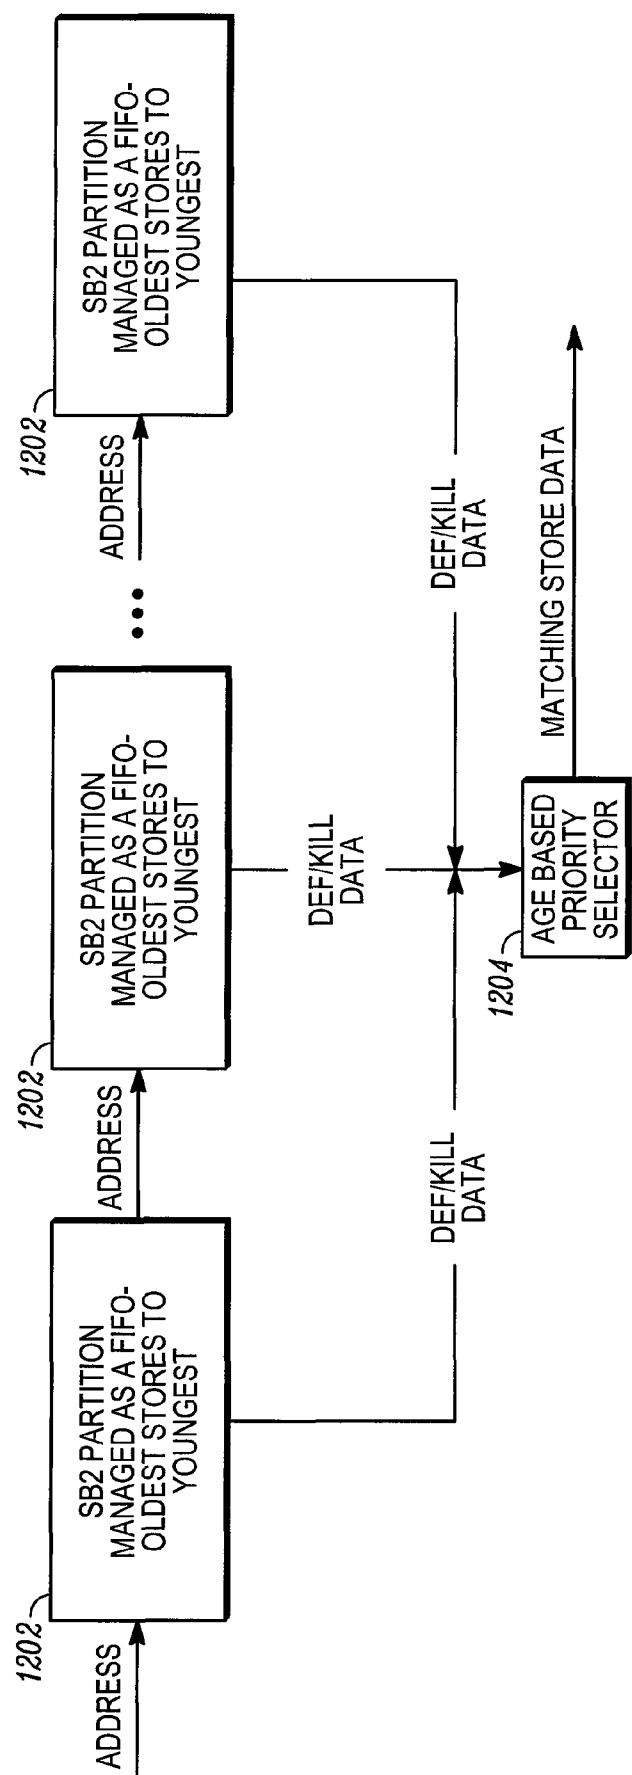 ADDRESS
1202
SB2 PARTITION
MANAGED AS A FIFO-
OLDEST STORES TO
YOUNGEST
ADDRESS
1202
SB2 PARTITION
MANAGED AS A FIFO-
OLDEST STORES TO
YOUNGEST
ADDRESS
1202
SB2 PARTITION
MANAGED AS A FIFO-
OLDEST STORES TO
YOUNGEST
DEF/KILL
DATA
DEF/KILL
DATA
DEF/KILL
DATA
1204
AGE BASED
PRIORITY
SELECTOR
MATCHING STORE DATA